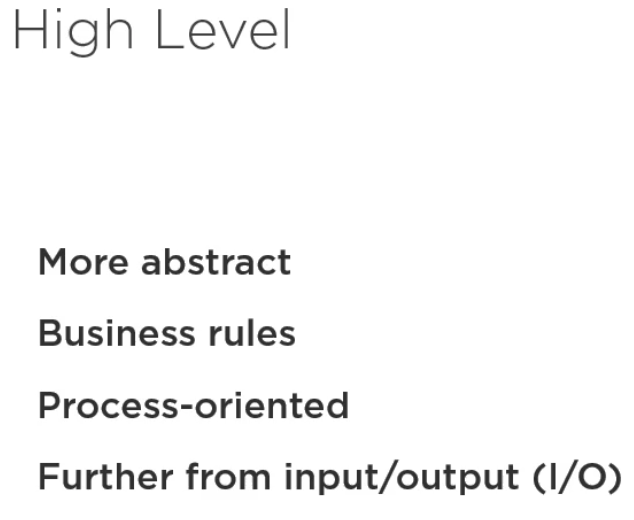 High Level
More abstract
Business rules
Process-oriented
Further from input/output (I/O)